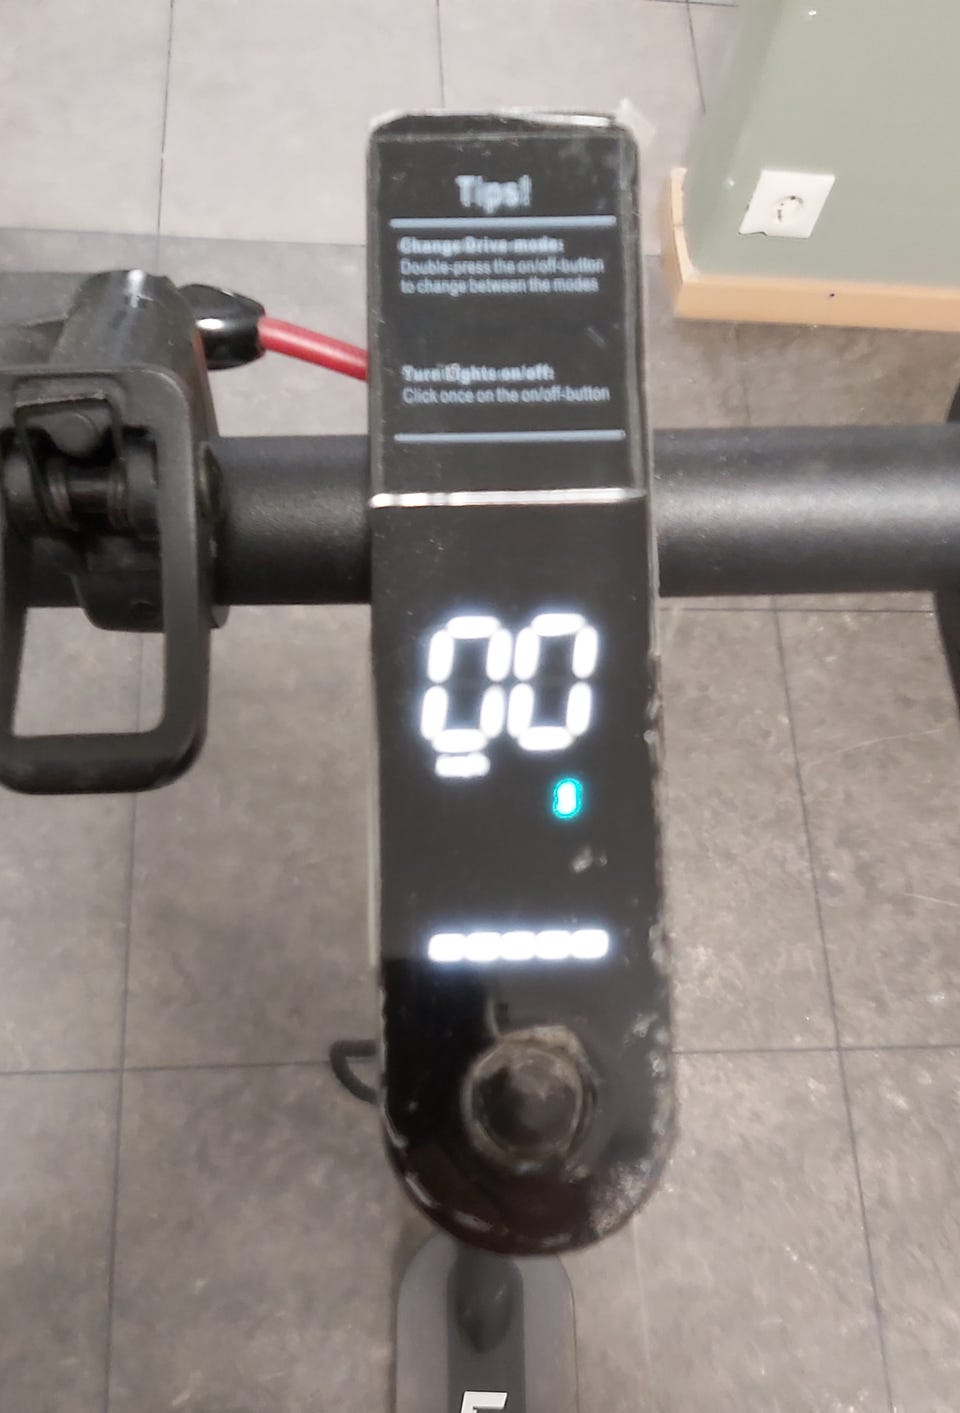 Tips!
Change Drive-mode:
Double-press the on/off-button
to change between the modes
Turn Lights on/off:
Click once on the on/off-button
00